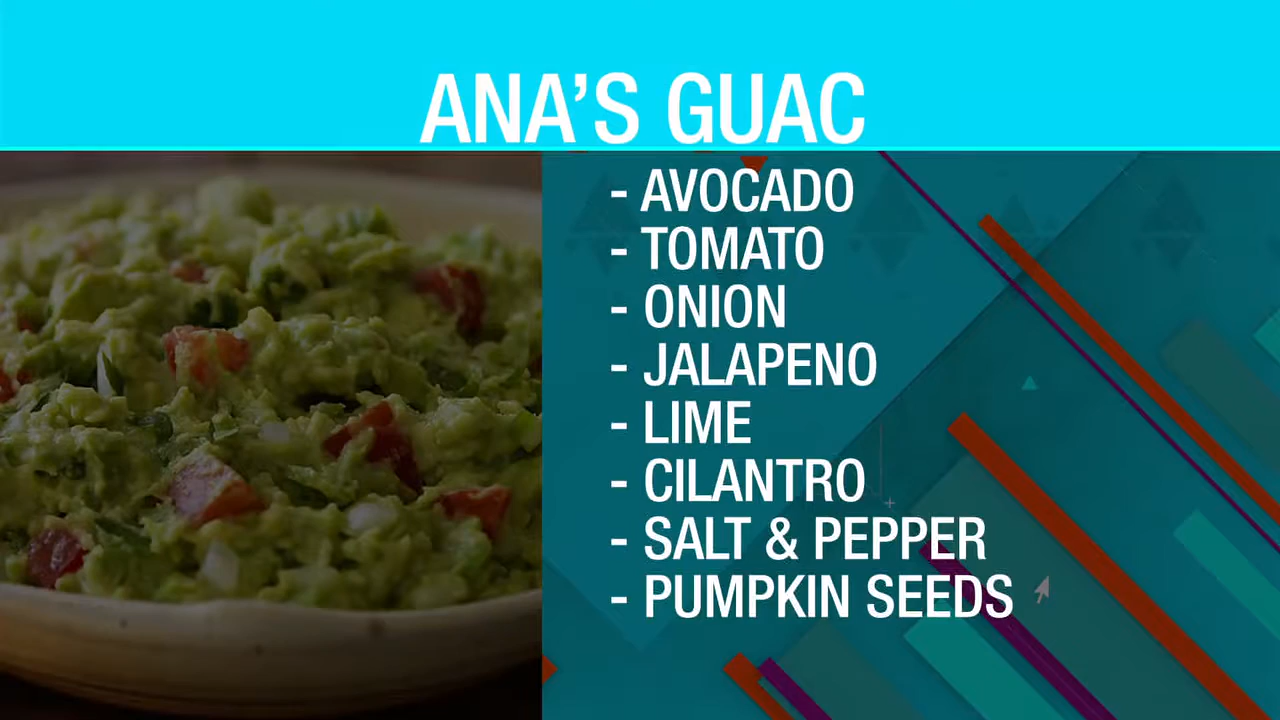 ANA'S GUAC
- AVOCADO
- TOMATO
- ONION
- JALAPENO
- LIME
- CILANTRO
- SALT & PEPPER
- PUMPKIN SEEDS